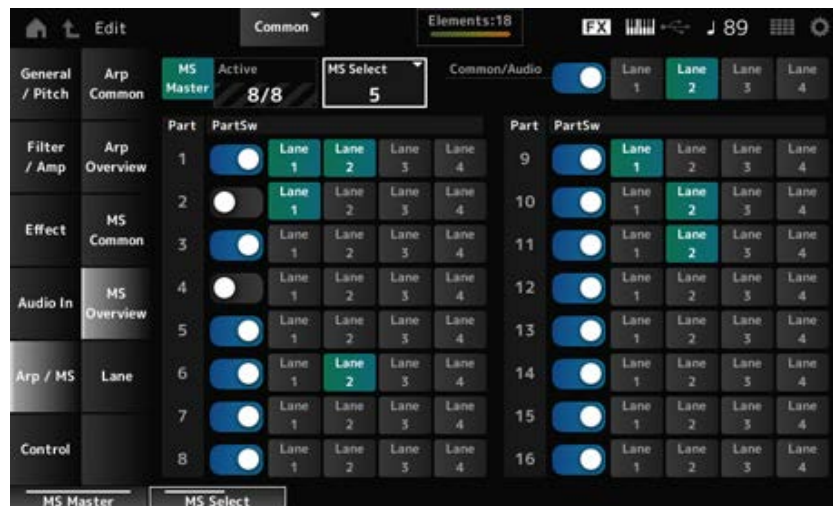 Edit Common Elements:18 FX 89
General / Pitch
Arp Common
MS Master
Active 8/8
MS Select 5
Common/Audio
Lane 1 Lane 2 Lane 3 Lane 4
Part PartSw
Part PartSw
Filter / Amp
Arp Overview
1 Lane 1 Lane 2 Lane 3 Lane 4
9 Lane 1 Lane 2 Lane 3 Lane 4
2 Lane 1 Lane 2 Lane 3 Lane 4
10 Lane 1 Lane 2 Lane 3 Lane 4
Effect
MS Common
3 Lane 1 Lane 2 Lane 3 Lane 4
11 Lane 1 Lane 2 Lane 3 Lane 4
Audio In
MS Overview
4 Lane 1 Lane 2 Lane 3 Lane 4
12 Lane 1 Lane 2 Lane 3 Lane 4
5 Lane 1 Lane 2 Lane 3 Lane 4
13 Lane 1 Lane 2 Lane 3 Lane 4
Arp / MS
Lane
6 Lane 1 Lane 2 Lane 3 Lane 4
14 Lane 1 Lane 2 Lane 3 Lane 4
7 Lane 1 Lane 2 Lane 3 Lane 4
15 Lane 1 Lane 2 Lane 3 Lane 4
Control
8 Lane 1 Lane 2 Lane 3 Lane 4
16 Lane 1 Lane 2 Lane 3 Lane 4
MS Master
MS Select